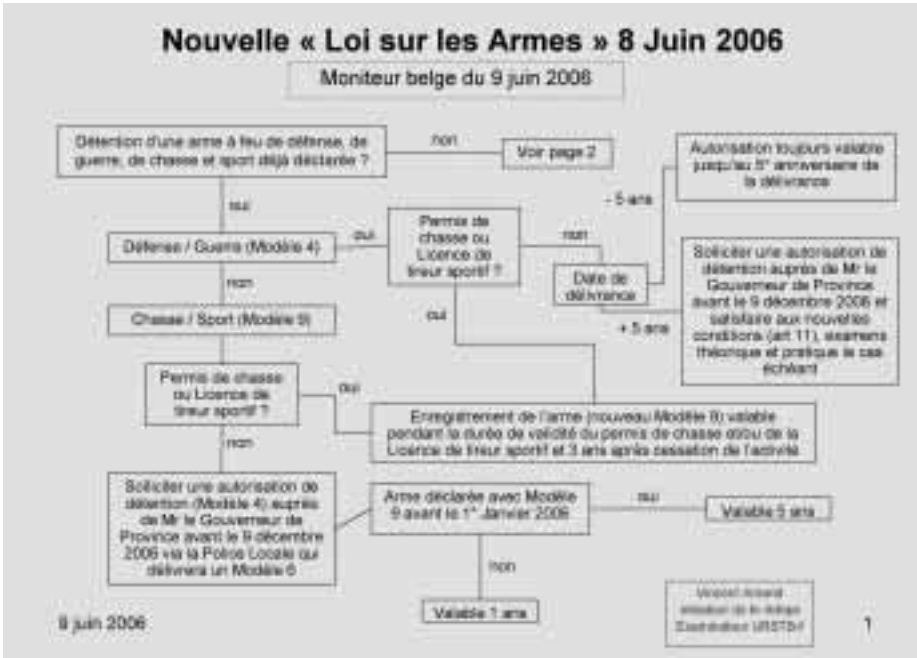 Nouvelle « Loi sur les Armes » 8 Juin 2006
Moniteur belge du 9 juin 2006
Détention d'une arme à feu de défense, de
guerre, de chasse et sport déjà déclarée ?
non
Voir page 2
Autorisation toujours valable
jusqu'au 5° anniversaire de
la délivrance
- 5 ans
oui
Défense / Guerre (Modèle 4)
oui
Permis de
chasse ou
Licence de
tireur sportif ?
non
Date de
délivrance
Solliciter une autorisation de
détention auprès de Mr le
Gouverneur de Province
avant le 9 décembre 2006 et
satisfaire aux nouvelles
conditions (art 11), examens
théorique et pratique le cas
échéant
+ 5 ans
non
Chasse / Sport (Modèle 9)
oui
Permis de chasse
ou Licence de
tireur sportif ?
oui
Enregistrement de l'arme (nouveau Modèle 9) valable
pendant la durée de validité du permis de chasse et/ou de la
Licence de tireur sportif et 3 ans après cessation de l'activité
non
Solliciter une autorisation de
détention (Modèle 4) auprès
de Mr le Gouverneur de
Province avant le 9 décembre
2006 via la Police Locale qui
délivrera un Modèle 6
Arme déclarée avec Modèle
9 avant le 1° Janvier 2006
oui
Valable 5 ans
non
Valable 1 ans
Vincent
9 juin 2006
1